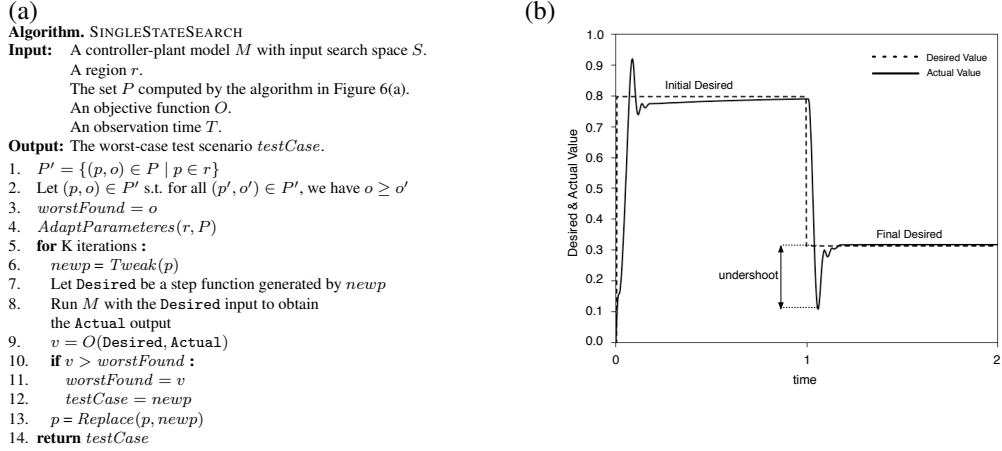 (a)
Algorithm. SINGLESTATESEARCH
Input: A controller-plant model M with input search space S.
A region r.
The set P computed by the algorithm in Figure 6(a).
An objective function O.
An observation time T.
Output: The worst-case test scenario testCase.
1. P′ = {(p, o) ∈ P | p ∈ r}
2. Let (p, o) ∈ P′ s.t. for all (p′, o′) ∈ P′, we have o ≥ o′
3. worstFound = o
4. AdaptParameteres(r, P)
5. for K iterations :
6. newp = Tweak(p)
7. Let Desired be a step function generated by newp
8. Run M with the Desired input to obtain
the Actual output
9. v = O(Desired, Actual)
10. if v > worstFound :
11. worstFound = v
12. testCase = newp
13. p = Replace(p, newp)
14. return testCase
(b)
Desired & Actual Value
1.0
0.9
0.8
0.7
0.6
0.5
0.4
0.3
0.2
0.1
0.0
Desired Value
Actual Value
Initial Desired
Final Desired
undershoot
0
1
2
time